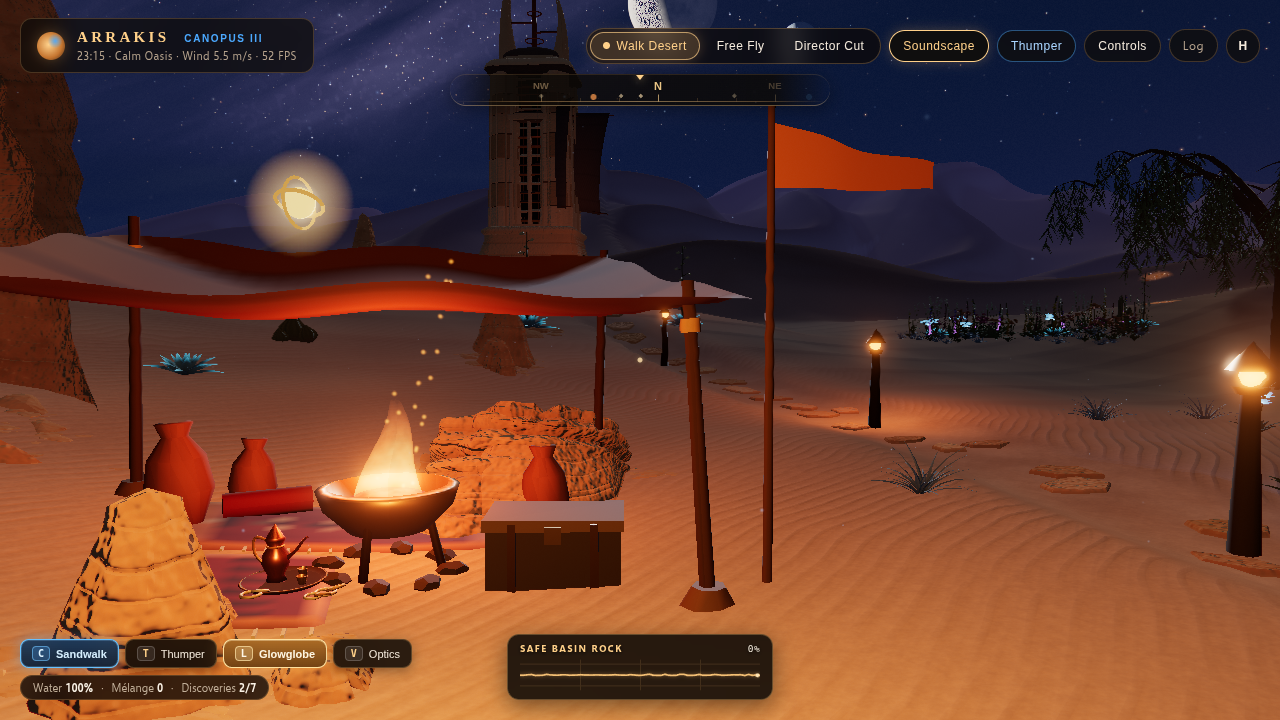 ARRAKIS CANOPUS III
23:15 · Calm Oasis · Wind 5.5 m/s · 52 FPS
Walk Desert Free Fly Director Cut Soundscape Thumper Controls Log H
NW N NE
C Sandwalk T Thumper L Glowglobe V Optics
Water 100% · Mélange 0 · Discoveries 2/7
SAFE BASIN ROCK 0%